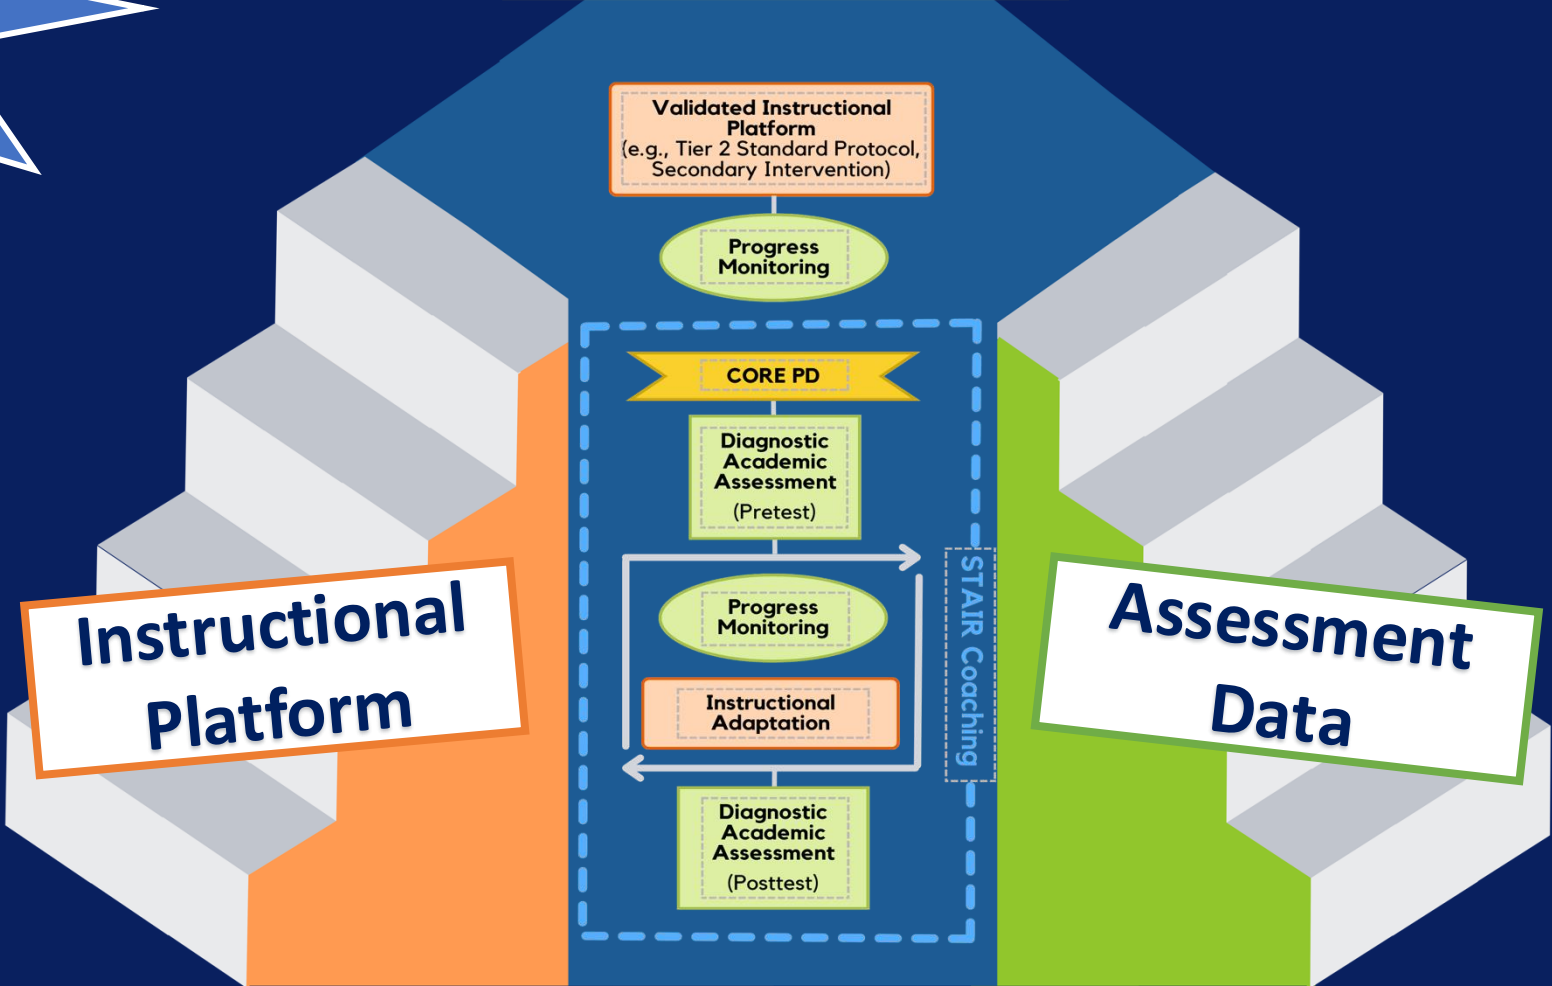 Validated Instructional
Platform
(e.g., Tier 2 Standard Protocol,
Secondary Intervention)
Progress
Monitoring
CORE PD
Diagnostic
Academic
Assessment
(Pretest)
Progress
Monitoring
Instructional
Adaptation
Diagnostic
Academic
Assessment
(Posttest)
STAIR Coaching
Instructional
Platform
Assessment
Data